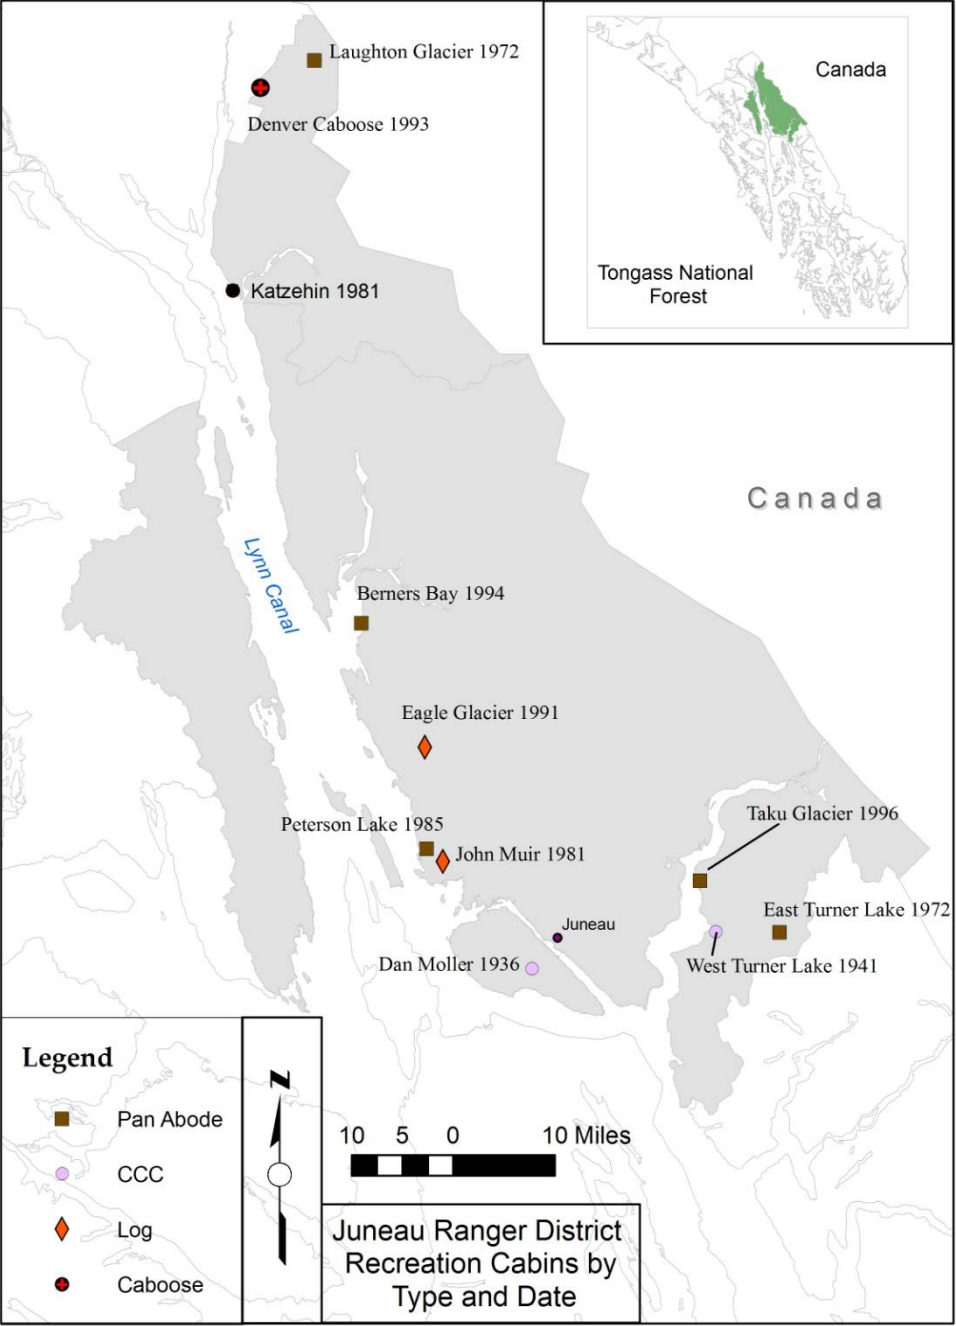 Laughton Glacier 1972
Denver Caboose 1993
Canada
Tongass National
Forest
Katzehin 1981
Canada
Lynn Canal
Berners Bay 1994
Eagle Glacier 1991
Taku Glacier 1996
Peterson Lake 1985
John Muir 1981
East Turner Lake 1972
Juneau
Dan Moller 1936
West Turner Lake 1941
Legend
Pan Abode
CCC
Log
Caboose
N
10 5 0 10 Miles
Juneau Ranger District
Recreation Cabins by
Type and Date